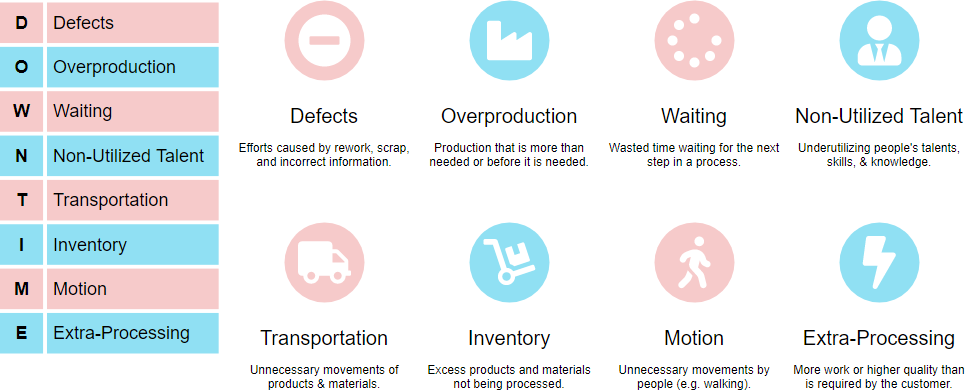 D Defects
O Overproduction
W Waiting
N Non-Utilized Talent
T Transportation
I Inventory
M Motion
E Extra-Processing
Defects
Efforts caused by rework, scrap,
and incorrect information.
Overproduction
Production that is more than
needed or before it is needed.
Waiting
Wasted time waiting for the next
step in a process.
Non-Utilized Talent
Underutilizing people's talents,
skills, & knowledge.
Transportation
Unnecessary movements of
products & materials.
Inventory
Excess products and materials
not being processed.
Motion
Unnecessary movements by
people (e.g. walking).
Extra-Processing
More work or higher quality than
is required by the customer.